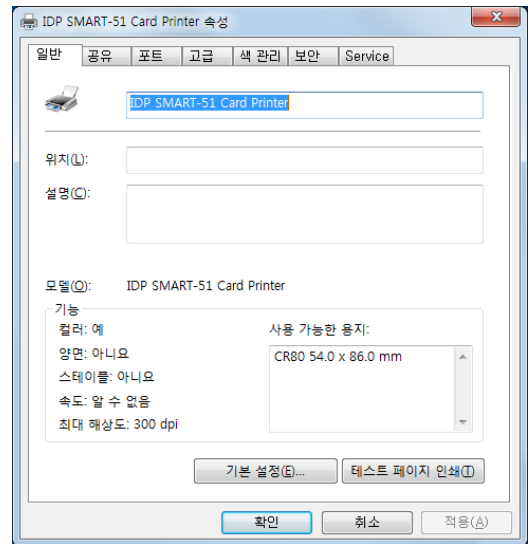 IDP SMART-51 Card Printer 속성
일반 공유 포트 고급 색 관리 보안 Service
IDP SMART-51 Card Printer
위치(L):
설명(C):
모델(O): IDP SMART-51 Card Printer
기능
컬러: 예 사용 가능한 용지:
양면: 아니요 CR80 54.0 x 86.0 mm
스테이플: 아니요
속도: 알 수 없음
최대 해상도: 300 dpi
기본 설정(E)... 테스트 페이지 인쇄(T)
확인 취소 적용(A)